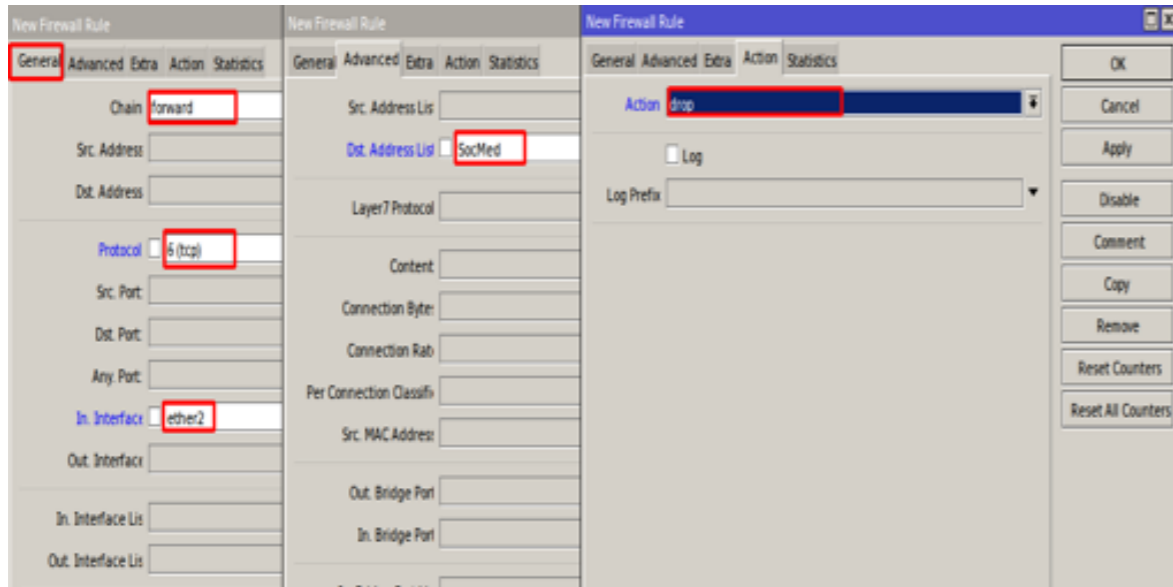 New Firewall Rule
General Advanced Extra Action Statistics
Chain forward
Src. Address
Dst. Address
Protocol 6 (tcp)
Src. Port:
Dst. Port:
Any. Port:
In. Interface ether2
Out. Interface
In. Interface Lis
Out. Interface Lis
New Firewall Rule
General Advanced Extra Action Statistics
Src. Address Lis
Dst. Address List SocMed
Layer7 Protocol
Content:
Connection Bytes
Connection Rate
Per Connection Classifi
Src. MAC Address
Out. Bridge Port
In. Bridge Port
New Firewall Rule
General Advanced Extra Action Statistics
Action drop
Log
Log Prefix
OK
Cancel
Apply
Disable
Comment
Copy
Remove
Reset Counters
Reset All Counters